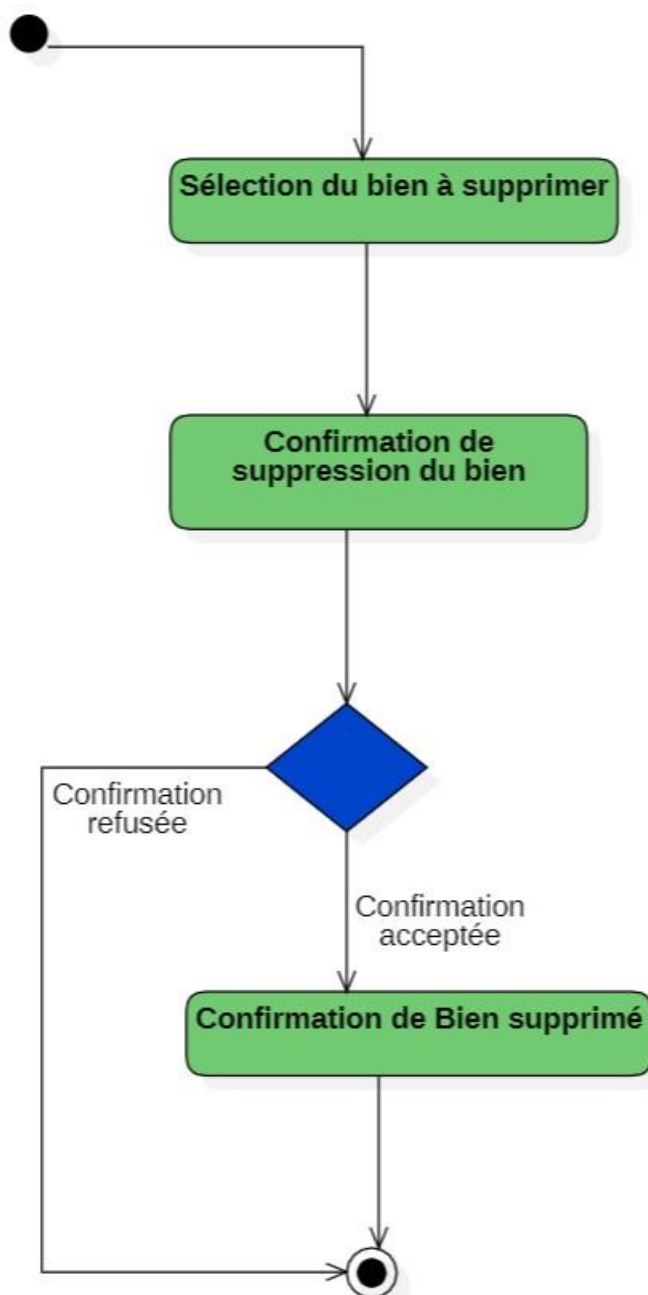 Sélection du bien à supprimer
Confirmation de
suppression du bien
Confirmation
refusée
Confirmation
acceptée
Confirmation de Bien supprimé